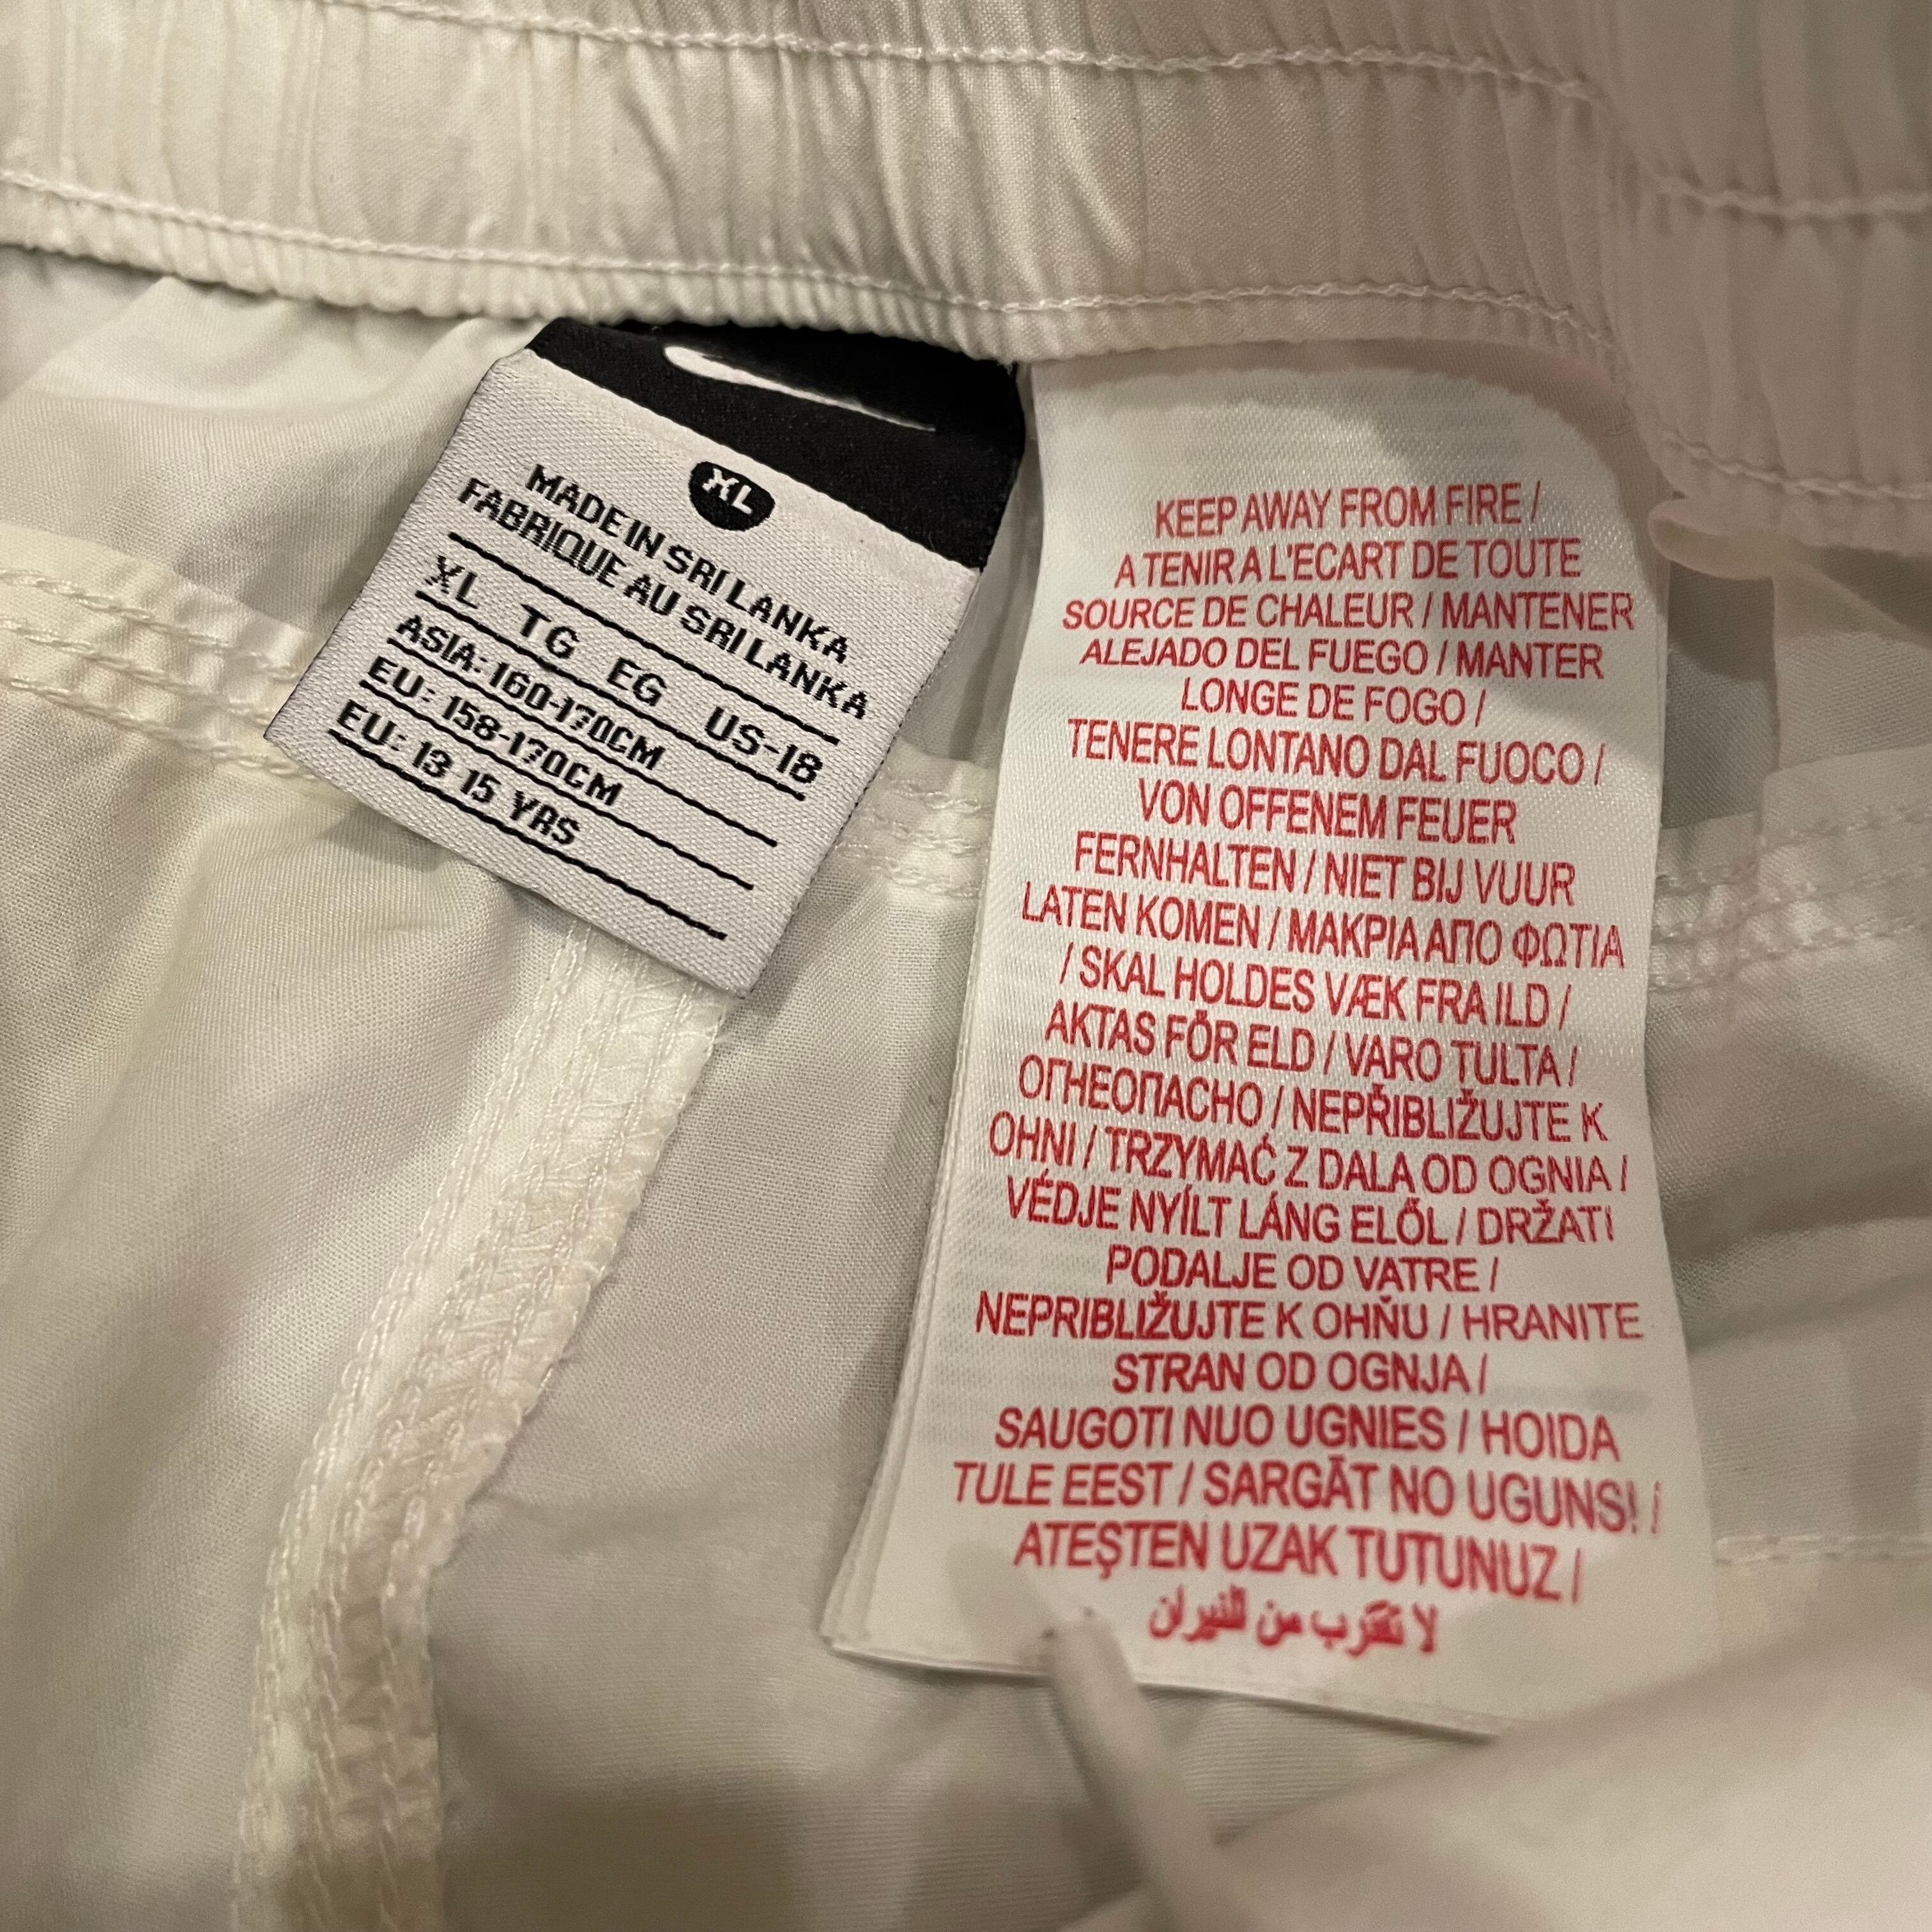 XL
MADE IN SRI LANKA
FABRIQUE AU SRI LANKA
XL TG EG US-18
ASIA: 160-170CM
EU: 158-170CM
EU: 13-15 YRS
KEEP AWAY FROM FIRE /
A TENIR A L'ECART DE TOUTE
SOURCE DE CHALEUR / MANTENER
ALEJADO DEL FUEGO / MANTER
LONGE DE FOGO /
TENERE LONTANO DAL FUOCO /
VON OFFENEM FEUER
FERNHALTEN / NIET BIJ VUUR
LATEN KOMEN / ΜΑΚΡΙΑ ΑΠΟ ΦΩΤΙΑ
/ SKAL HOLDES VÆK FRA ILD /
AKTAS FÖR ELD / VARO TULTA /
ОГНЕОПАСНО / NEPŘIBLIŽUJTE K
OHNI / TRZYMAĆ Z DALA OD OGNIA /
VÉDJE NYÍLT LÁNG ELŐL / DRŽATI
PODALJE OD VATRE /
NEPRIBLIŽUJTE K OHŇU / HRANITE
STRAN OD OGNJA /
SAUGOTI NUO UGNIES / HOIDA
TULE EEST / SARGĀT NO UGUNS! /
ATEŞTEN UZAK TUTUNUZ /
لا تقترب من النيران